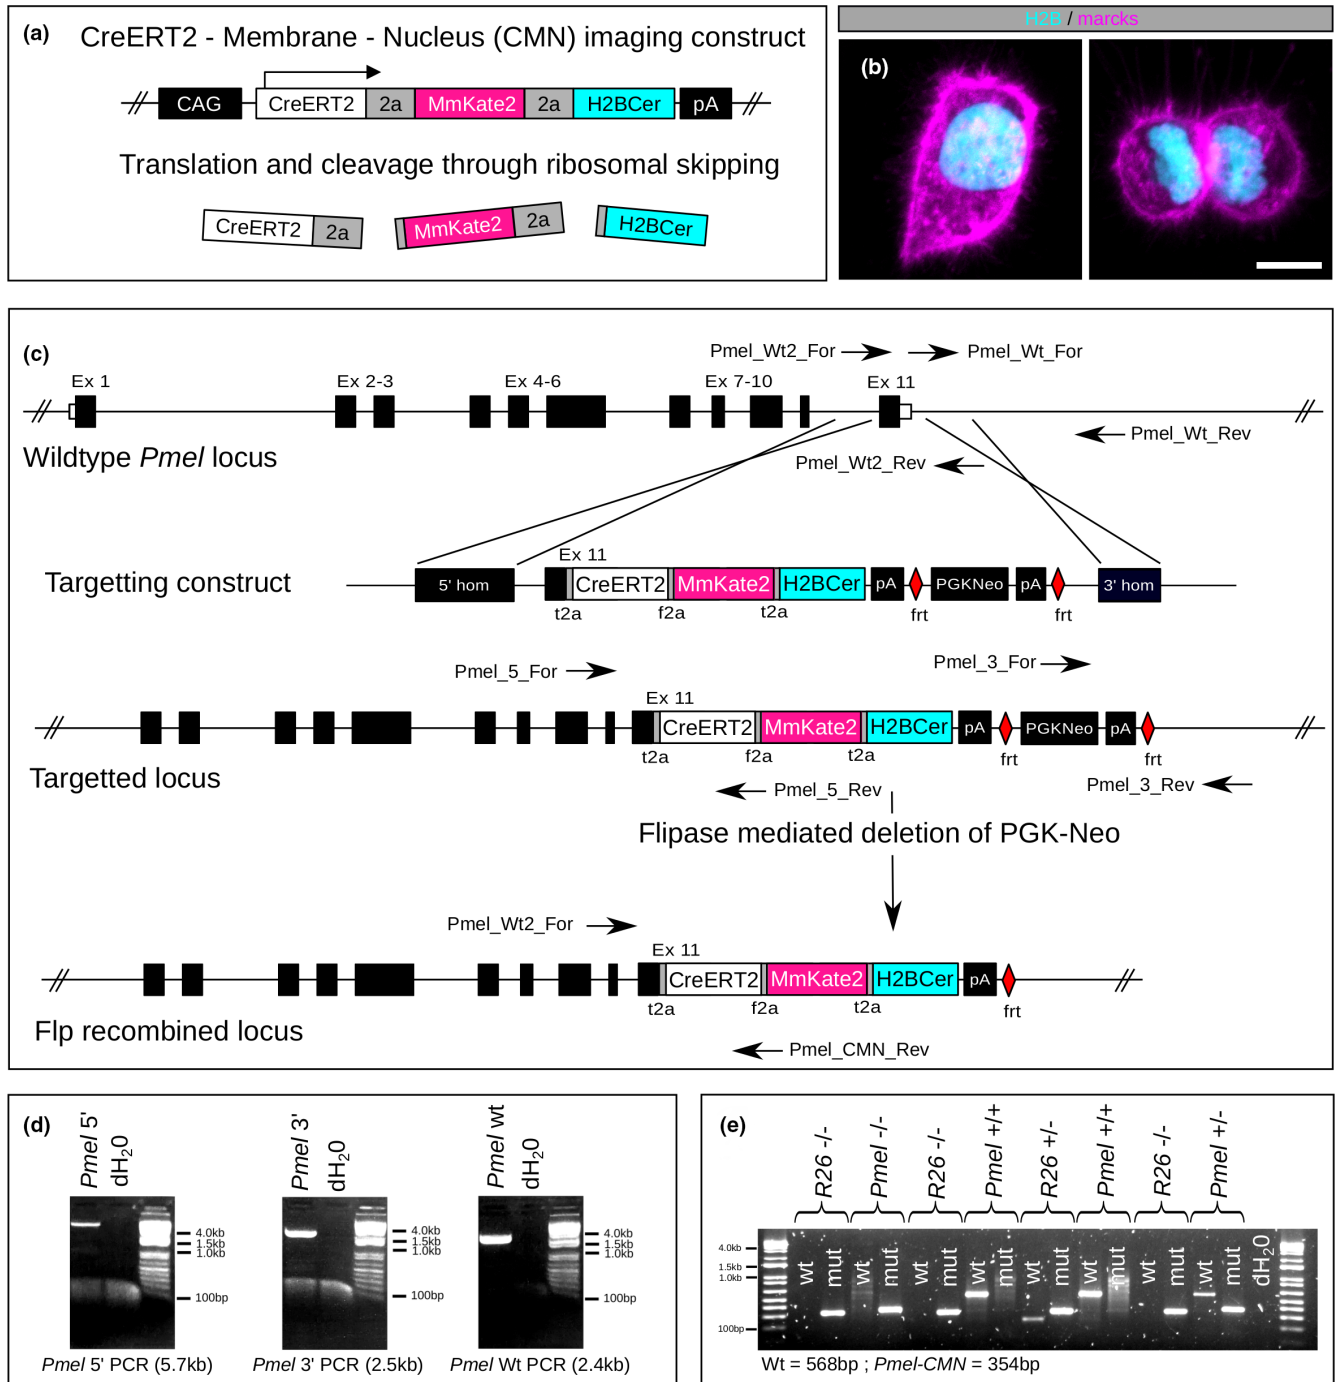 (a) CreERT2 - Membrane - Nucleus (CMN) imaging construct
CAG CreERT2 2a MmKate2 2a H2BCer pA
Translation and cleavage through ribosomal skipping
CreERT2 2a MmKate2 2a H2BCer
H2B / marcks
(b)
(c)
Pmel_Wt2_For Pmel_Wt_For
Ex 1 Ex 2-3 Ex 4-6 Ex 7-10 Ex 11
Pmel_Wt_Rev
Wildtype Pmel locus
Pmel_Wt2_Rev
Ex 11
Targetting construct 5' hom CreERT2 MmKate2 H2BCer pA PGKNeo pA 3' hom
t2a f2a t2a frt frt
Pmel_5_For Pmel_3_For
Ex 11
CreERT2 MmKate2 H2BCer pA PGKNeo pA
t2a f2a t2a frt frt
Targetted locus
Pmel_5_Rev Pmel_3_Rev
Flipase mediated deletion of PGK-Neo
Pmel_Wt2_For
Ex 11
CreERT2 MmKate2 H2BCer pA
t2a f2a t2a frt
Flp recombined locus
Pmel_CMN_Rev
(d)
Pmel 5'
dH20
4.0kb
1.5kb
1.0kb
100bp
Pmel 5' PCR (5.7kb)
Pmel 3'
dH20
4.0kb
1.5kb
1.0kb
100bp
Pmel 3' PCR (2.5kb)
Pmel wt
dH20
4.0kb
1.5kb
1.0kb
100bp
Pmel Wt PCR (2.4kb)
(e)
R26 -/- Pmel -/- R26 -/- Pmel +/+ R26 +/- Pmel +/+ R26 -/- Pmel +/-
wt mut wt mut wt mut wt mut wt mut wt mut wt mut wt mut dH20
4.0kb
1.5kb
1.0kb
100bp
Wt = 568bp ; Pmel-CMN = 354bp